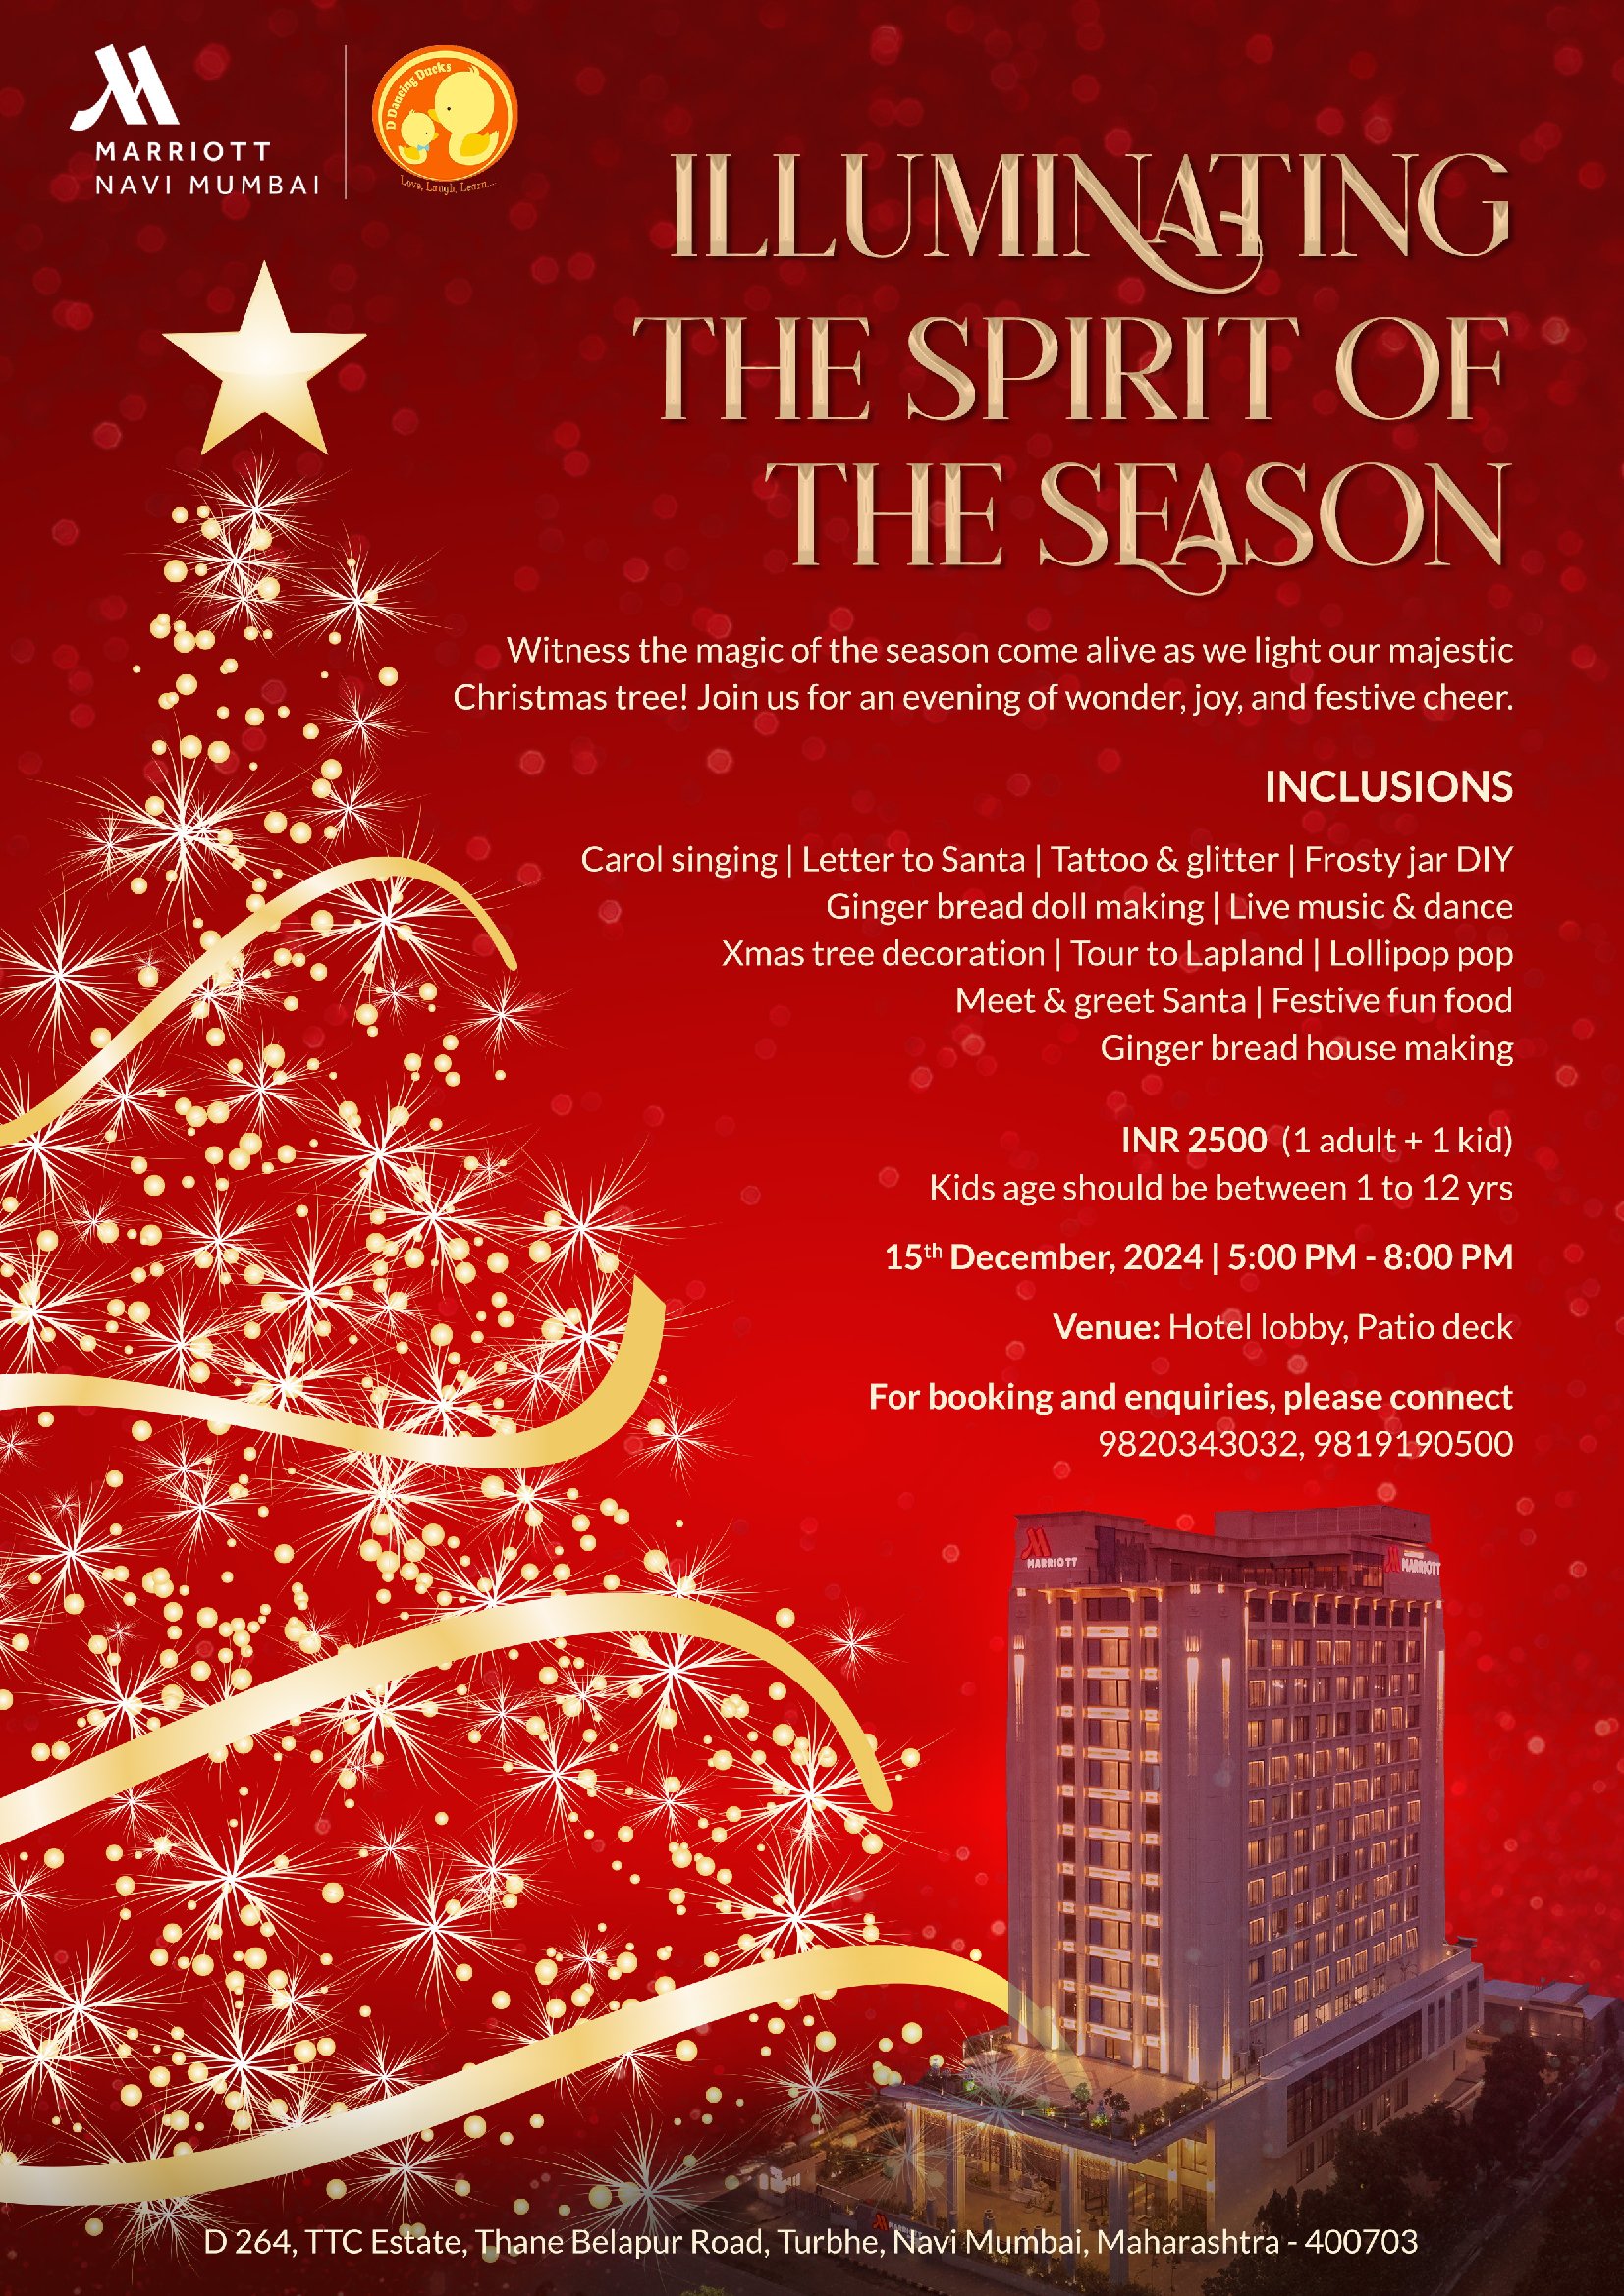 MARRIOTT
NAVI MUMBAI
D Dancing Ducks
Love, Laugh, Learn...
ILLUMINATING
THE SPIRIT OF
THE SEASON
Witness the magic of the season come alive as we light our majestic
Christmas tree! Join us for an evening of wonder, joy, and festive cheer.
INCLUSIONS
Carol singing | Letter to Santa | Tattoo & glitter | Frosty jar DIY
Ginger bread doll making | Live music & dance
Xmas tree decoration | Tour to Lapland | Lollipop pop
Meet & greet Santa | Festive fun food
Ginger bread house making
INR 2500 (1 adult + 1 kid)
Kids age should be between 1 to 12 yrs
15th December, 2024 | 5:00 PM - 8:00 PM
Venue: Hotel lobby, Patio deck
For booking and enquiries, please connect
9820343032, 9819190500
MARRIOTT
MARRIOTT
D 264, TTC Estate, Thane Belapur Road, Turbhe, Navi Mumbai, Maharashtra - 400703